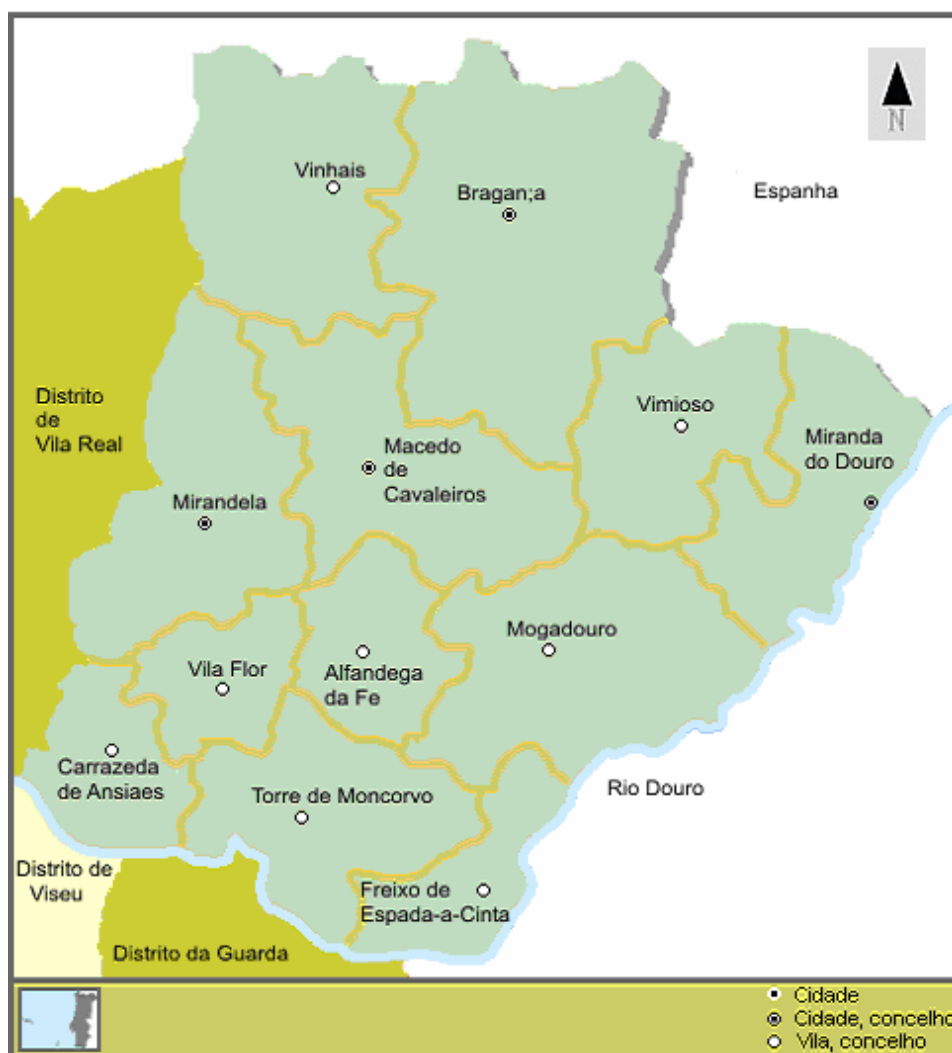 N
Vinhais
Bragan;a
Espanha
Distrito
de
Vila Real
Vimioso
Macedo
de
Cavaleiros
Miranda
do Douro
Mirandela
Mogadouro
Vila Flor
Alfandega
da Fe
Carrazeda
de Ansiaes
Torre de Moncorvo
Rio Douro
Distrito de
Viseu
Freixo de
Espada-a-Cinta
Distrito da Guarda
Cidade
Cidade, concelho
Vila, concelho